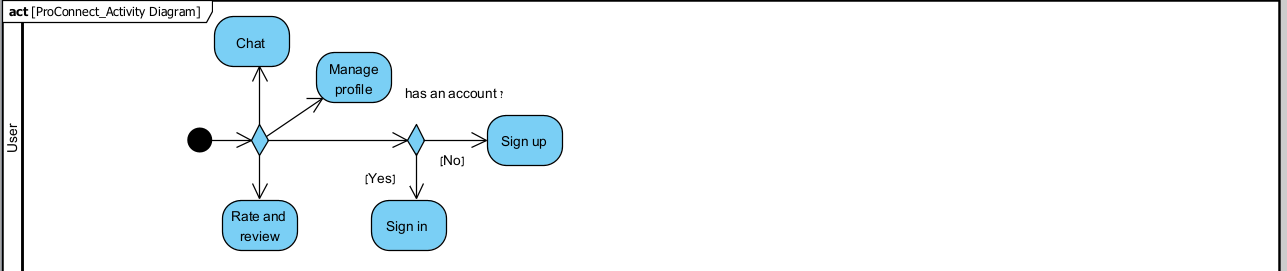 act [ProConnect_Activity Diagram]
Chat
Manage
profile
has an account ?
User
Sign up
[No]
[Yes]
Rate and
review
Sign in